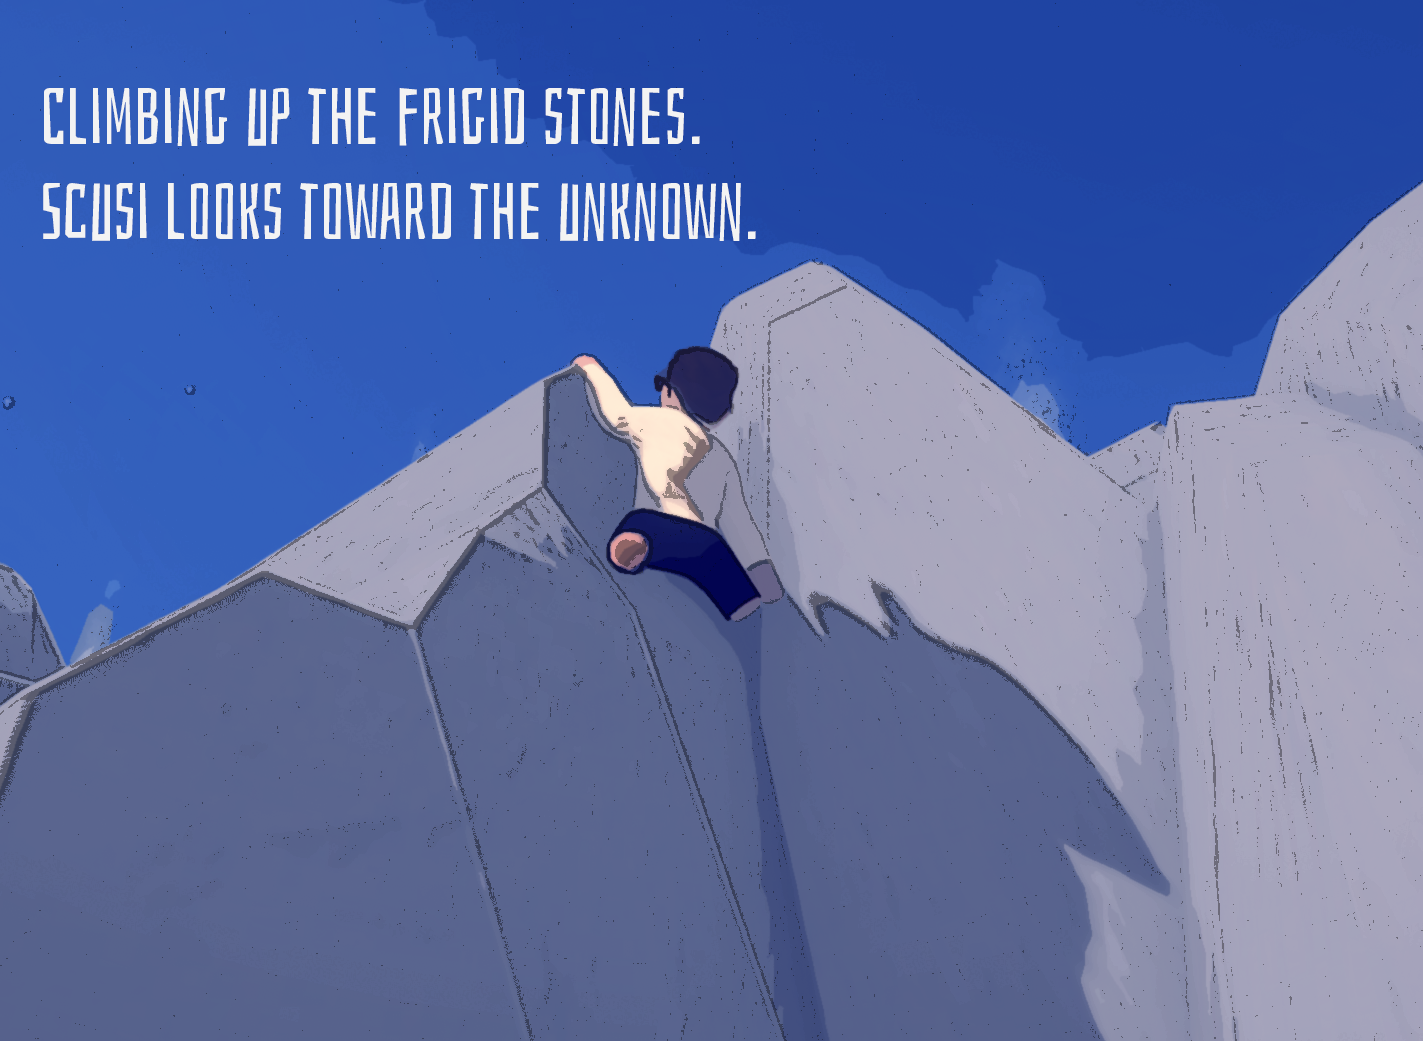 CLIMBING UP THE FRIGID STONES.
SCUSI LOOKS TOWARD THE UNKNOWN.